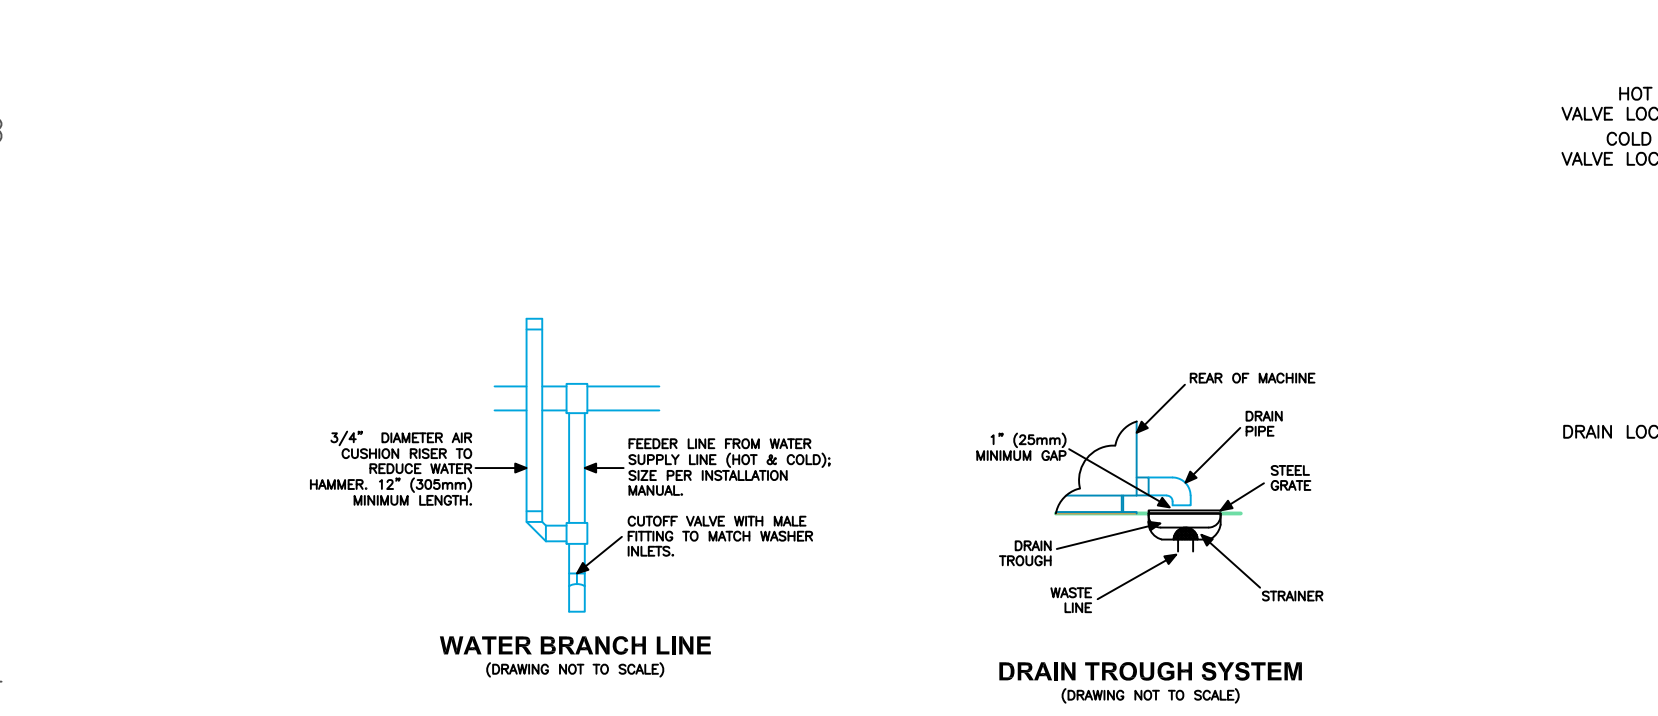 3/4" DIAMETER AIR
CUSHION RISER TO
REDUCE WATER
HAMMER. 12" (305mm)
MINIMUM LENGTH.
FEEDER LINE FROM WATER
SUPPLY LINE (HOT & COLD);
SIZE PER INSTALLATION
MANUAL.
CUTOFF VALVE WITH MALE
FITTING TO MATCH WASHER
INLETS.
WATER BRANCH LINE
(DRAWING NOT TO SCALE)
REAR OF MACHINE
DRAIN
PIPE
1" (25mm)
MINIMUM GAP
STEEL
GRATE
DRAIN
TROUGH
WASTE
LINE
STRAINER
DRAIN TROUGH SYSTEM
(DRAWING NOT TO SCALE)
HOT
VALVE LOC
COLD
VALVE LOC
DRAIN LOC